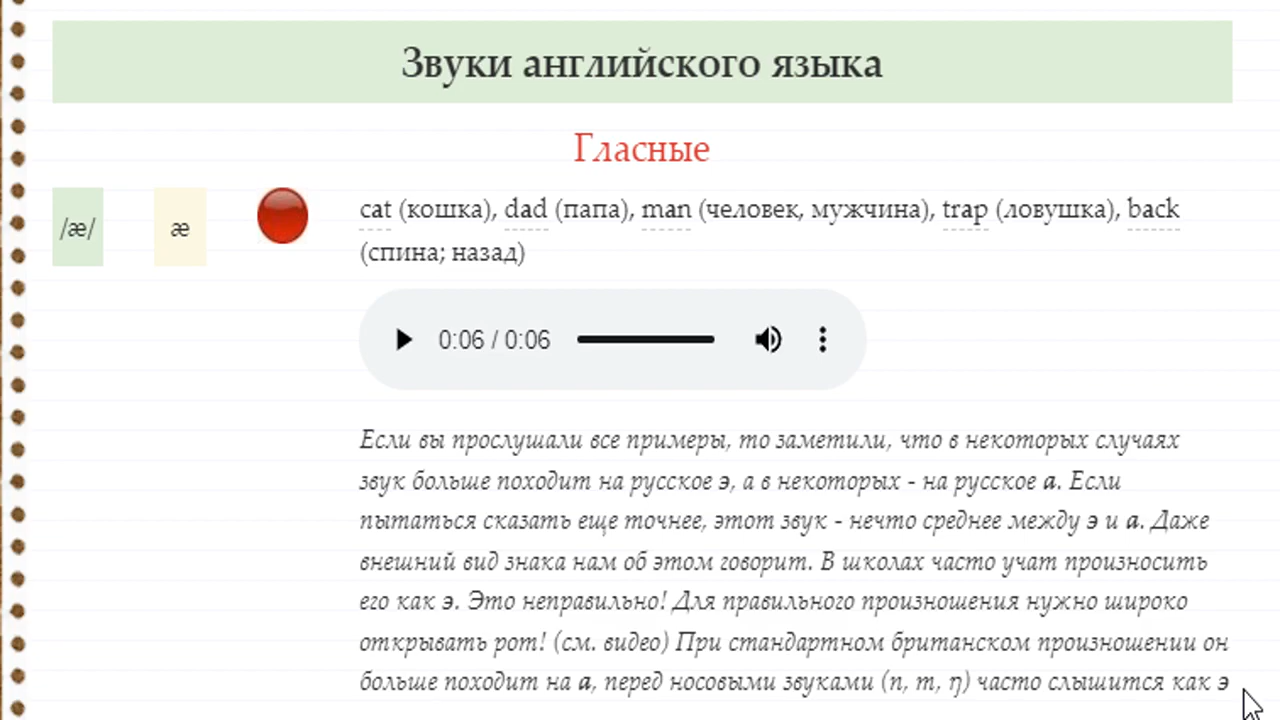 Звуки английского языка
Гласные
/æ/ æ cat (кошка), dad (папа), man (человек, мужчина), trap (ловушка), back
(спина; назад)
0:06 / 0:06
Если вы прослушали все примеры, то заметили, что в некоторых случаях
звук больше походит на русское э, а в некоторых - на русское а. Если
пытаться сказать еще точнее, этот звук - нечто среднее между э и а. Даже
внешний вид знака нам об этом говорит. В школах часто учат произносить
его как э. Это неправильно! Для правильного произношения нужно широко
открывать рот! (см. видео) При стандартном британском произношении он
больше походит на а, перед носовыми звуками (n, m, ŋ) часто слышится как э